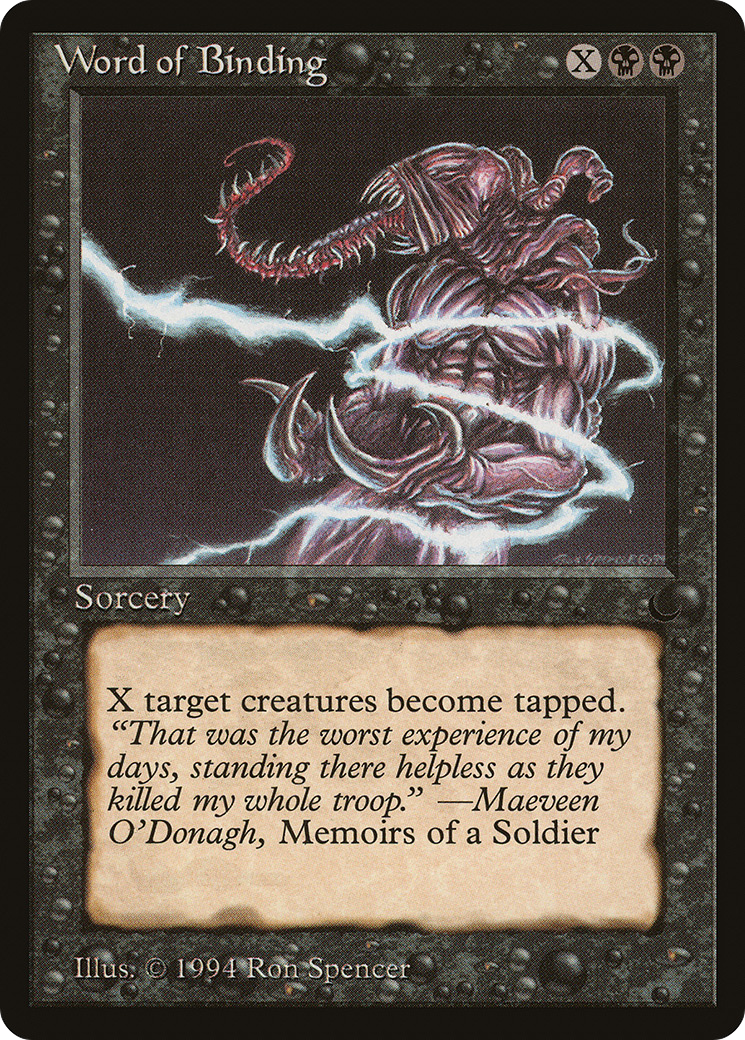 Word of Binding X
Sorcery
X target creatures become tapped.
“That was the worst experience of my
days, standing there helpless as they
killed my whole troop.” —Maeveen
O’Donagh, Memoirs of a Soldier
Illus. © 1994 Ron Spencer